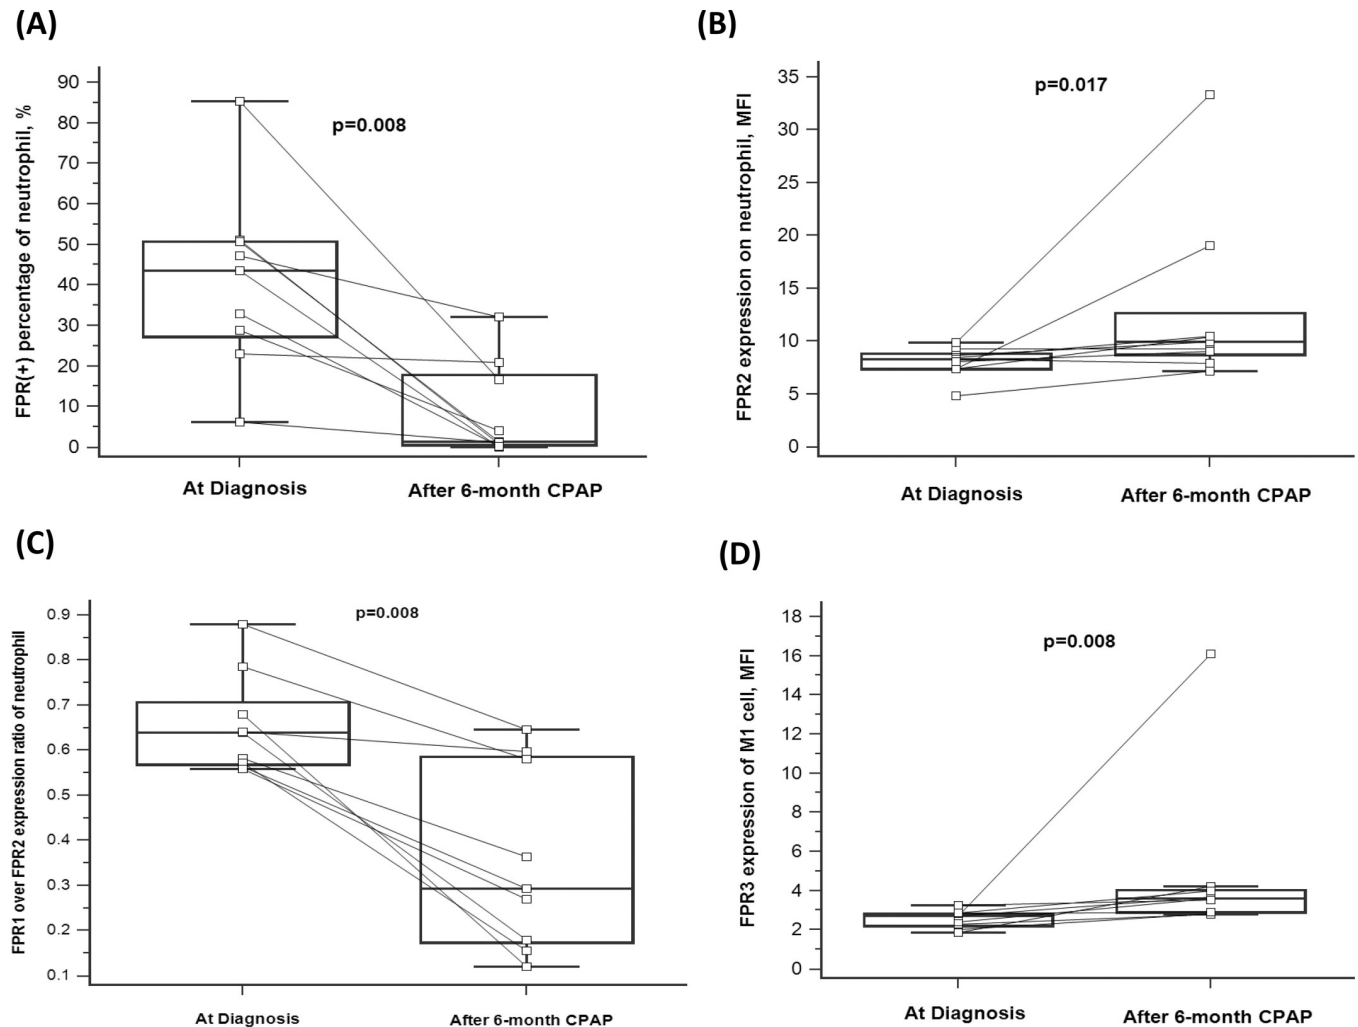 (A)
FPR(+) percentage of neutrophil, %
90
80
70
60
50
40
30
20
10
0
p=0.008
At Diagnosis
After 6-month CPAP
(B)
FPR2 expression on neutrophil, MFI
35
30
25
20
15
10
5
0
p=0.017
At Diagnosis
After 6-month CPAP
(C)
FPR1 over FPR2 expression ratio of neutrophil
0.9
0.8
0.7
0.6
0.5
0.4
0.3
0.2
0.1
p=0.008
At Diagnosis
After 6-month CPAP
(D)
FPR3 expression of M1 cell, MFI
18
16
14
12
10
8
6
4
2
0
p=0.008
At Diagnosis
After 6-month CPAP